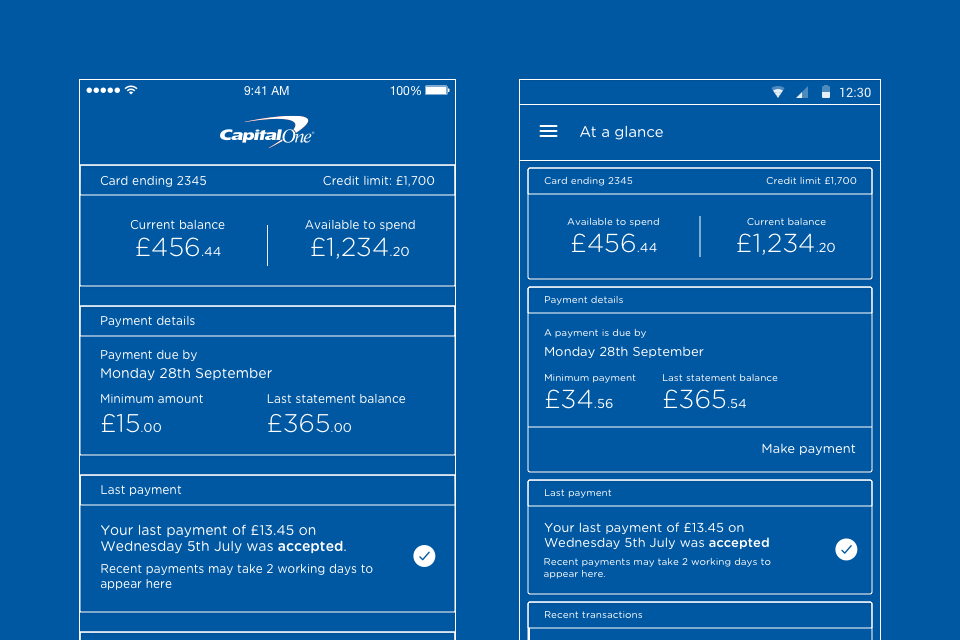 9:41 AM 100%
CapitalOne
Card ending 2345 Credit limit: £1,700
Current balance Available to spend
£456.44 £1,234.20
Payment details
Payment due by
Monday 28th September
Minimum amount Last statement balance
£15.00 £365.00
Last payment
Your last payment of £13.45 on
Wednesday 5th July was accepted.
Recent payments may take 2 working days to
appear here
12:30
At a glance
Card ending 2345 Credit limit £1,700
Available to spend Current balance
£456.44 £1,234.20
Payment details
A payment is due by
Monday 28th September
Minimum payment Last statement balance
£34.56 £365.54
Make payment
Last payment
Your last payment of £13.45 on
Wednesday 5th July was accepted
Recent payments may take 2 working days to
appear here.
Recent transactions